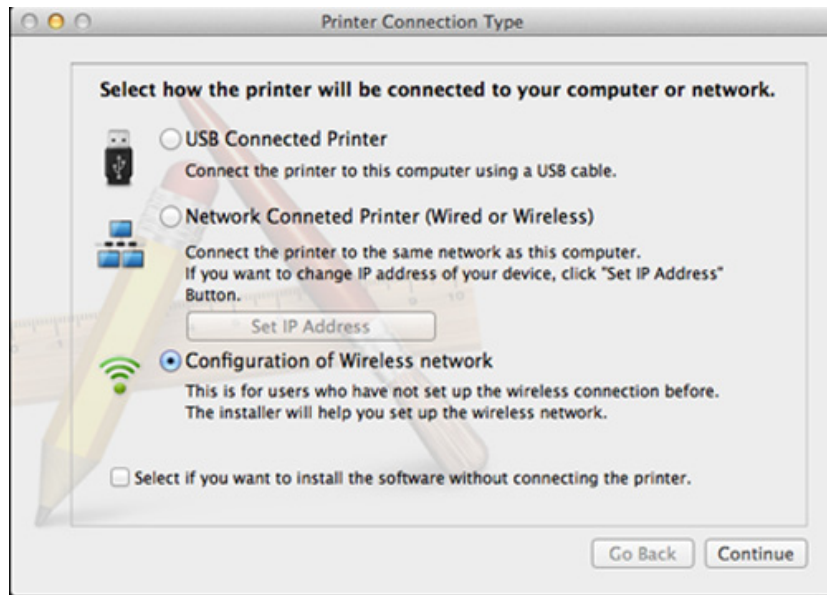 Printer Connection Type
Select how the printer will be connected to your computer or network.
USB Connected Printer
Connect the printer to this computer using a USB cable.
Network Conneted Printer (Wired or Wireless)
Connect the printer to the same network as this computer.
If you want to change IP address of your device, click "Set IP Address"
Button.
Set IP Address
Configuration of Wireless network
This is for users who have not set up the wireless connection before.
The installer will help you set up the wireless network.
Select if you want to install the software without connecting the printer.
Go Back
Continue